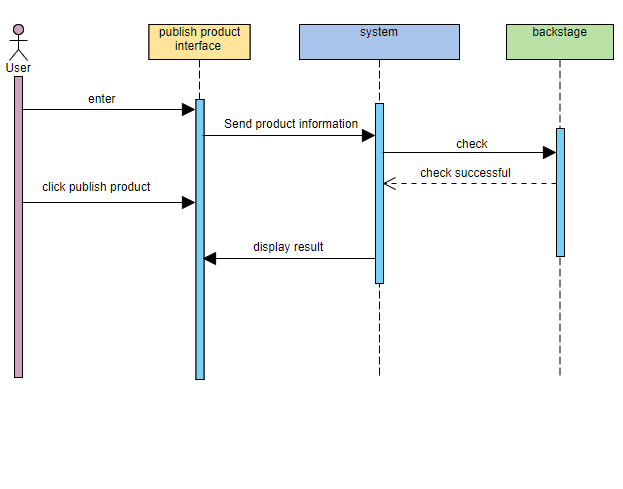 publish product
interface
system
backstage
User
enter
Send product information
check
check successful
click publish product
display result